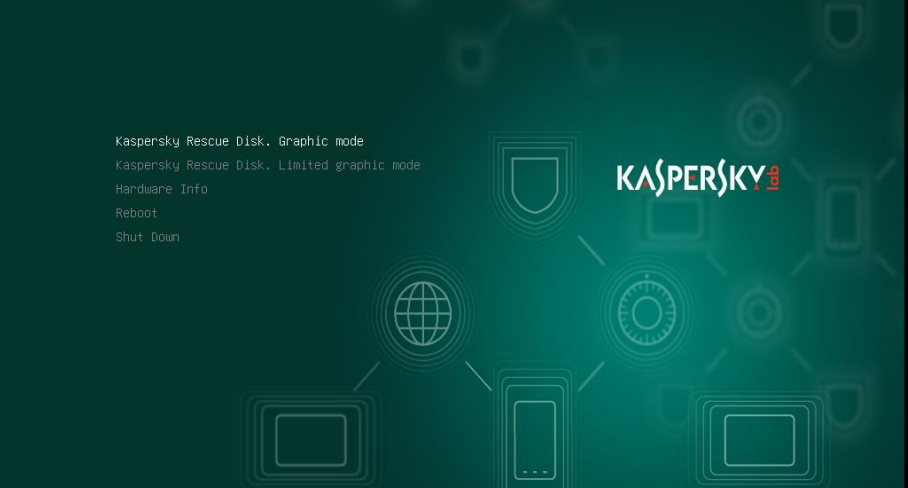 Kaspersky Rescue Disk. Graphic mode
Kaspersky Rescue Disk. Limited graphic mode
Hardware Info
Reboot
Shut Down
KASPERSKY lab